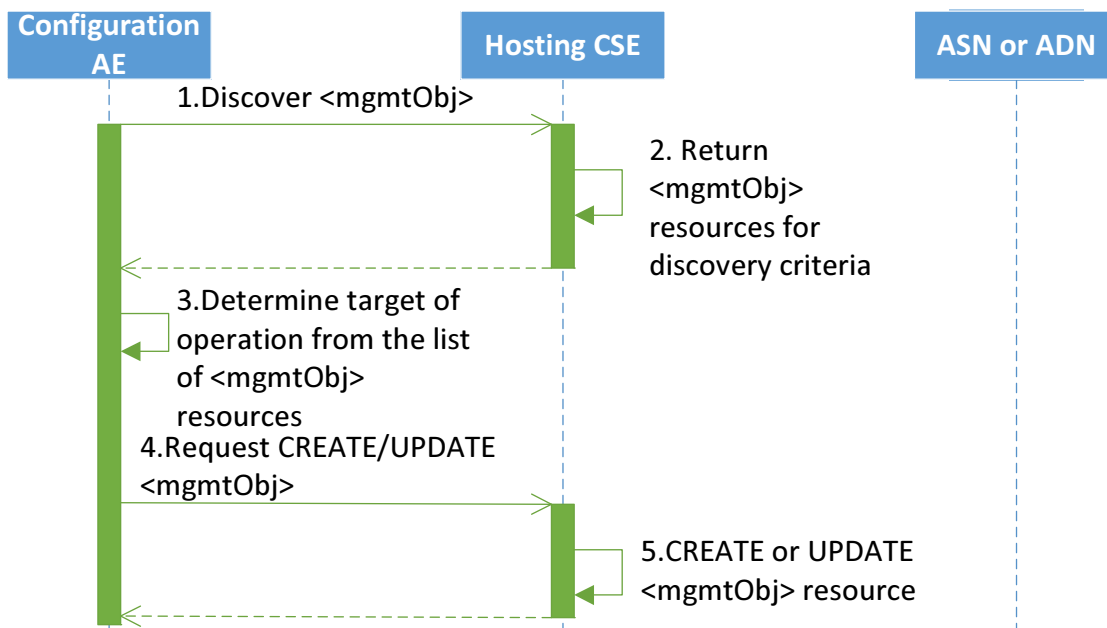 Configuration
AE
Hosting CSE
ASN or ADN
1.Discover <mgmtObj>
2. Return
<mgmtObj>
resources for
discovery criteria
3.Determine target of
operation from the list
of <mgmtObj>
resources
4.Request CREATE/UPDATE
<mgmtObj>
5.CREATE or UPDATE
<mgmtObj> resource